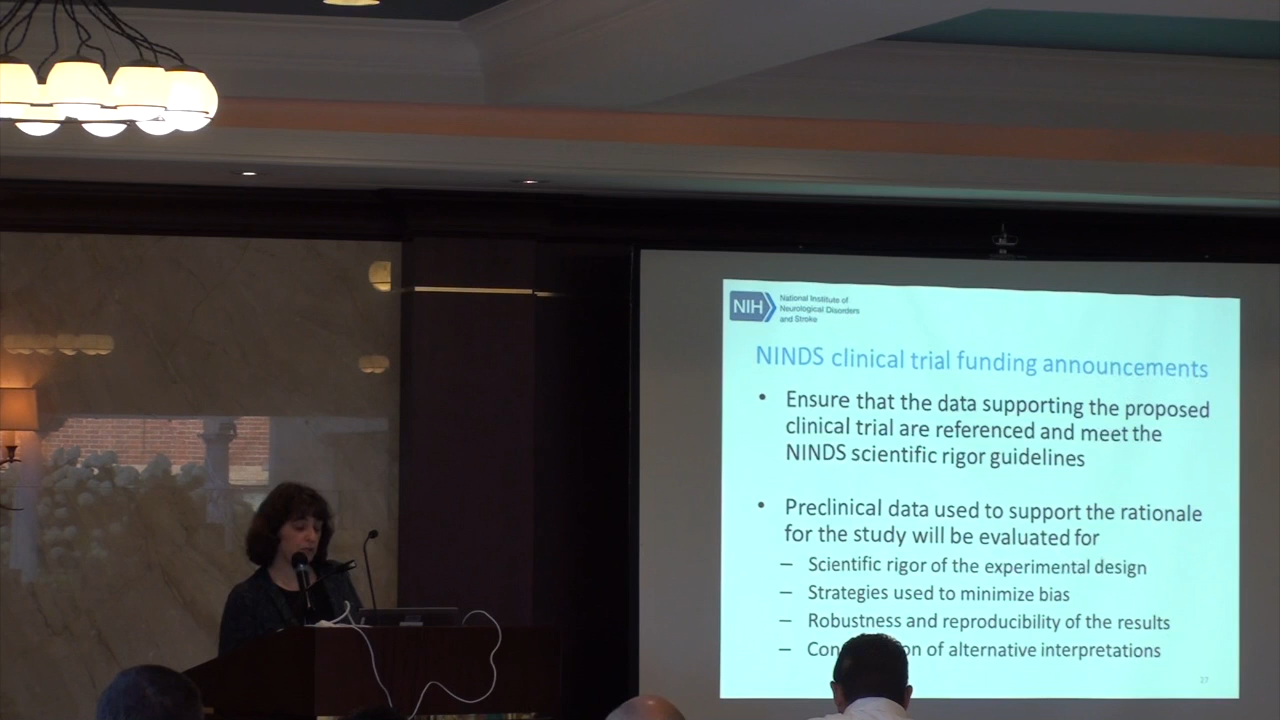 NIH
National Institute of
Neurological Disorders
and Stroke
NINDS clinical trial funding announcements
• Ensure that the data supporting the proposed
clinical trial are referenced and meet the
NINDS scientific rigor guidelines
• Preclinical data used to support the rationale
for the study will be evaluated for
– Scientific rigor of the experimental design
– Strategies used to minimize bias
– Robustness and reproducibility of the results
– of alternative interpretations
27